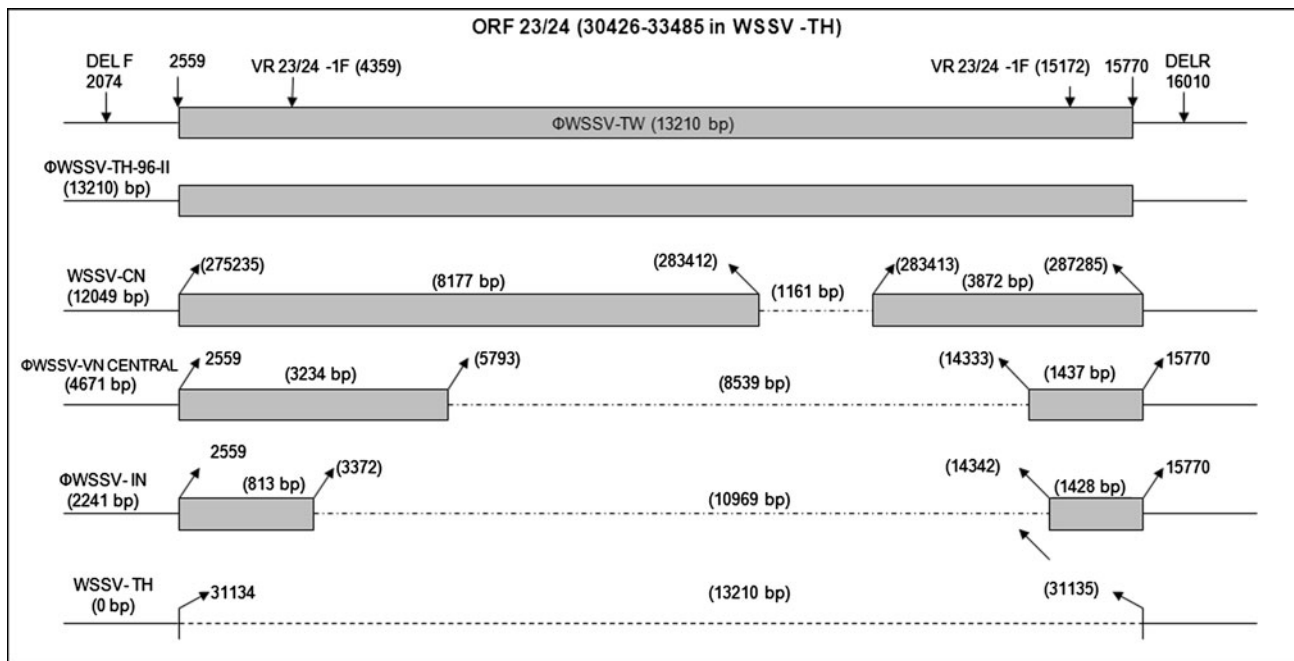 ORF 23/24 (30426-33485 in WSSV -TH)
DEL F
2074
2559
VR 23/24 -1F (4359)
VR 23/24 -1F (15172)
15770
DELR
16010
ΦWSSV-TW (13210 bp)
ΦWSSV-TH-96-II
(13210) bp)
WSSV-CN
(12049 bp)
(275235)
(8177 bp)
(283412)
(1161 bp)
(283413)
(3872 bp)
(287285)
ΦWSSV-VN CENTRAL
(4671 bp)
2559
(3234 bp)
(5793)
(8539 bp)
(14333)
(1437 bp)
15770
ΦWSSV- IN
(2241 bp)
2559
(813 bp)
(3372)
(10969 bp)
(14342)
(1428 bp)
15770
WSSV- TH
(0 bp)
31134
(13210 bp)
(31135)